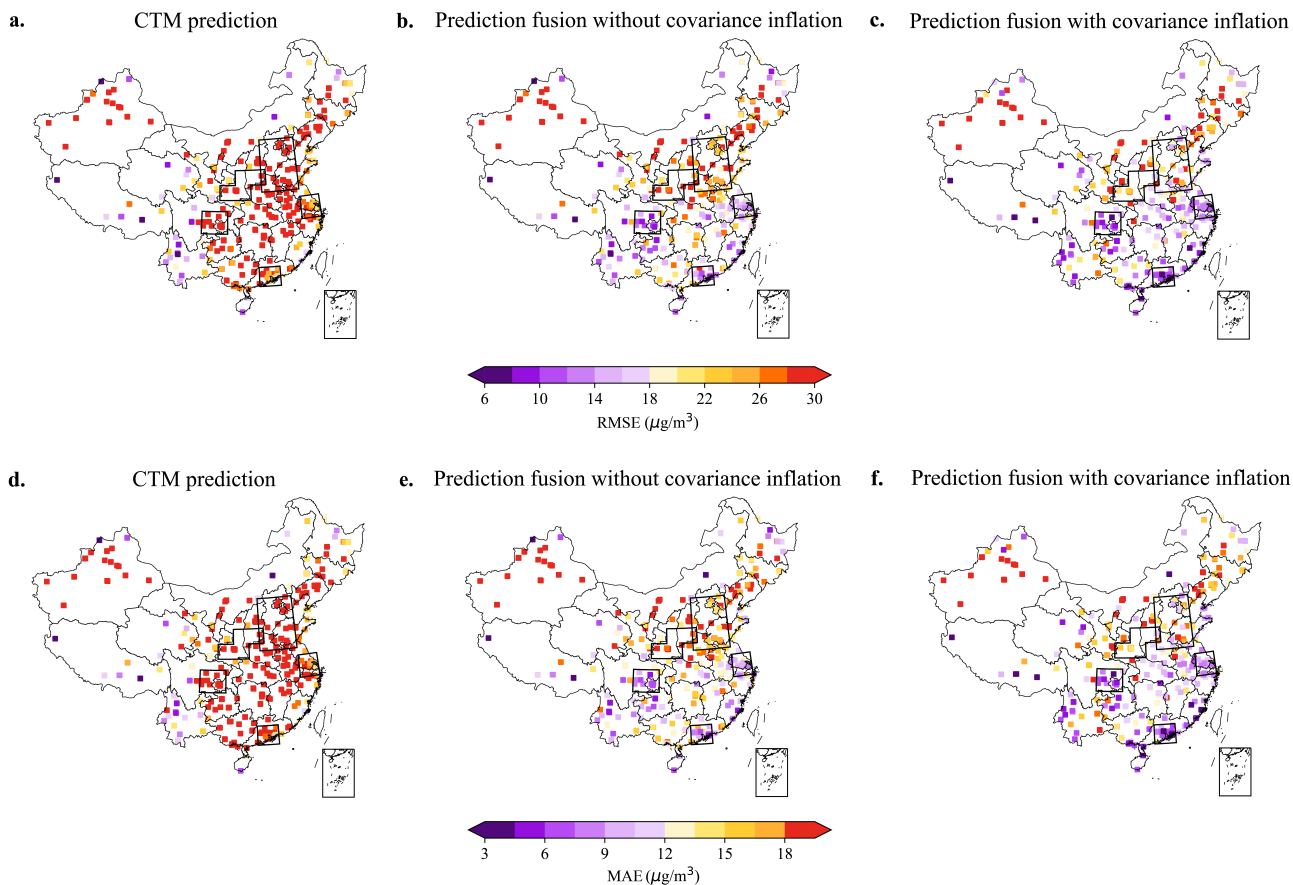 a. CTM prediction
b. Prediction fusion without covariance inflation
c. Prediction fusion with covariance inflation
6 10 14 18 22 26 30
RMSE (μg/m³)
d. CTM prediction
e. Prediction fusion without covariance inflation
f. Prediction fusion with covariance inflation
3 6 9 12 15 18
MAE (μg/m³)